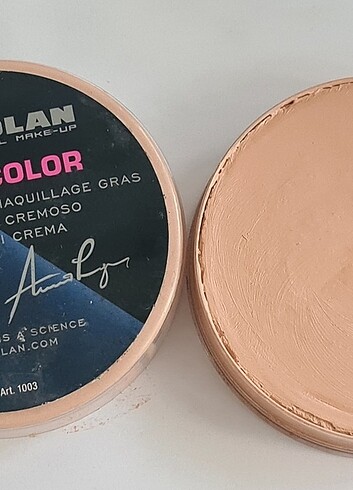 OLAN
L MAKE-UP
COLOR
MAQUILLAGE GRAS
CREMOSO
I CREMA
S A SCIENCE
LAN.COM
Art. 1003